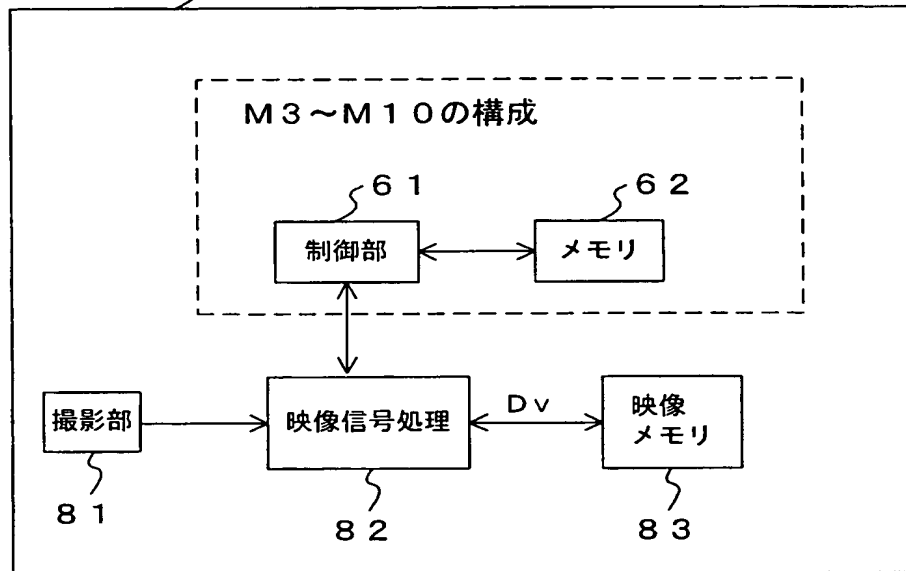 Ｍ３～Ｍ１０の構成
６１
６２
制御部
メモリ
撮影部
映像信号処理
Ｄｖ
映像
メモリ
８１
８２
８３